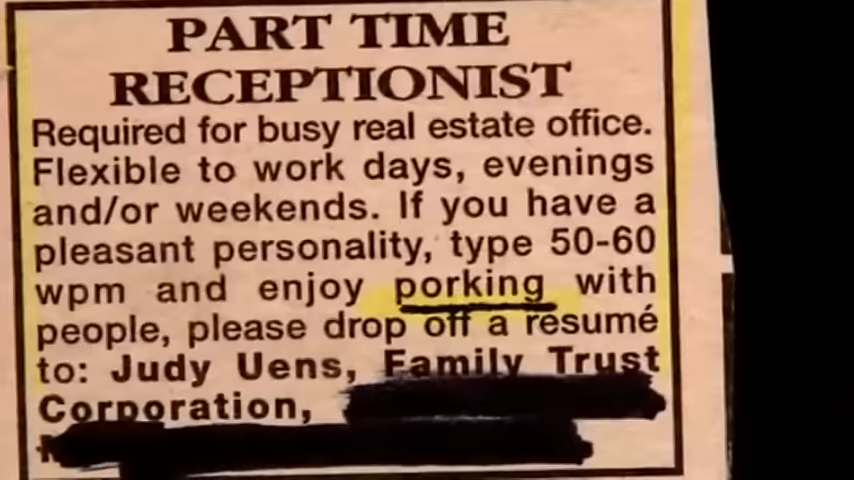 PART TIME
RECEPTIONIST
Required for busy real estate office.
Flexible to work days, evenings
and/or weekends. If you have a
pleasant personality, type 50-60
wpm and enjoy porking with
people, please drop off a résumé
to: Judy Uens, Family Trust
Corporation,